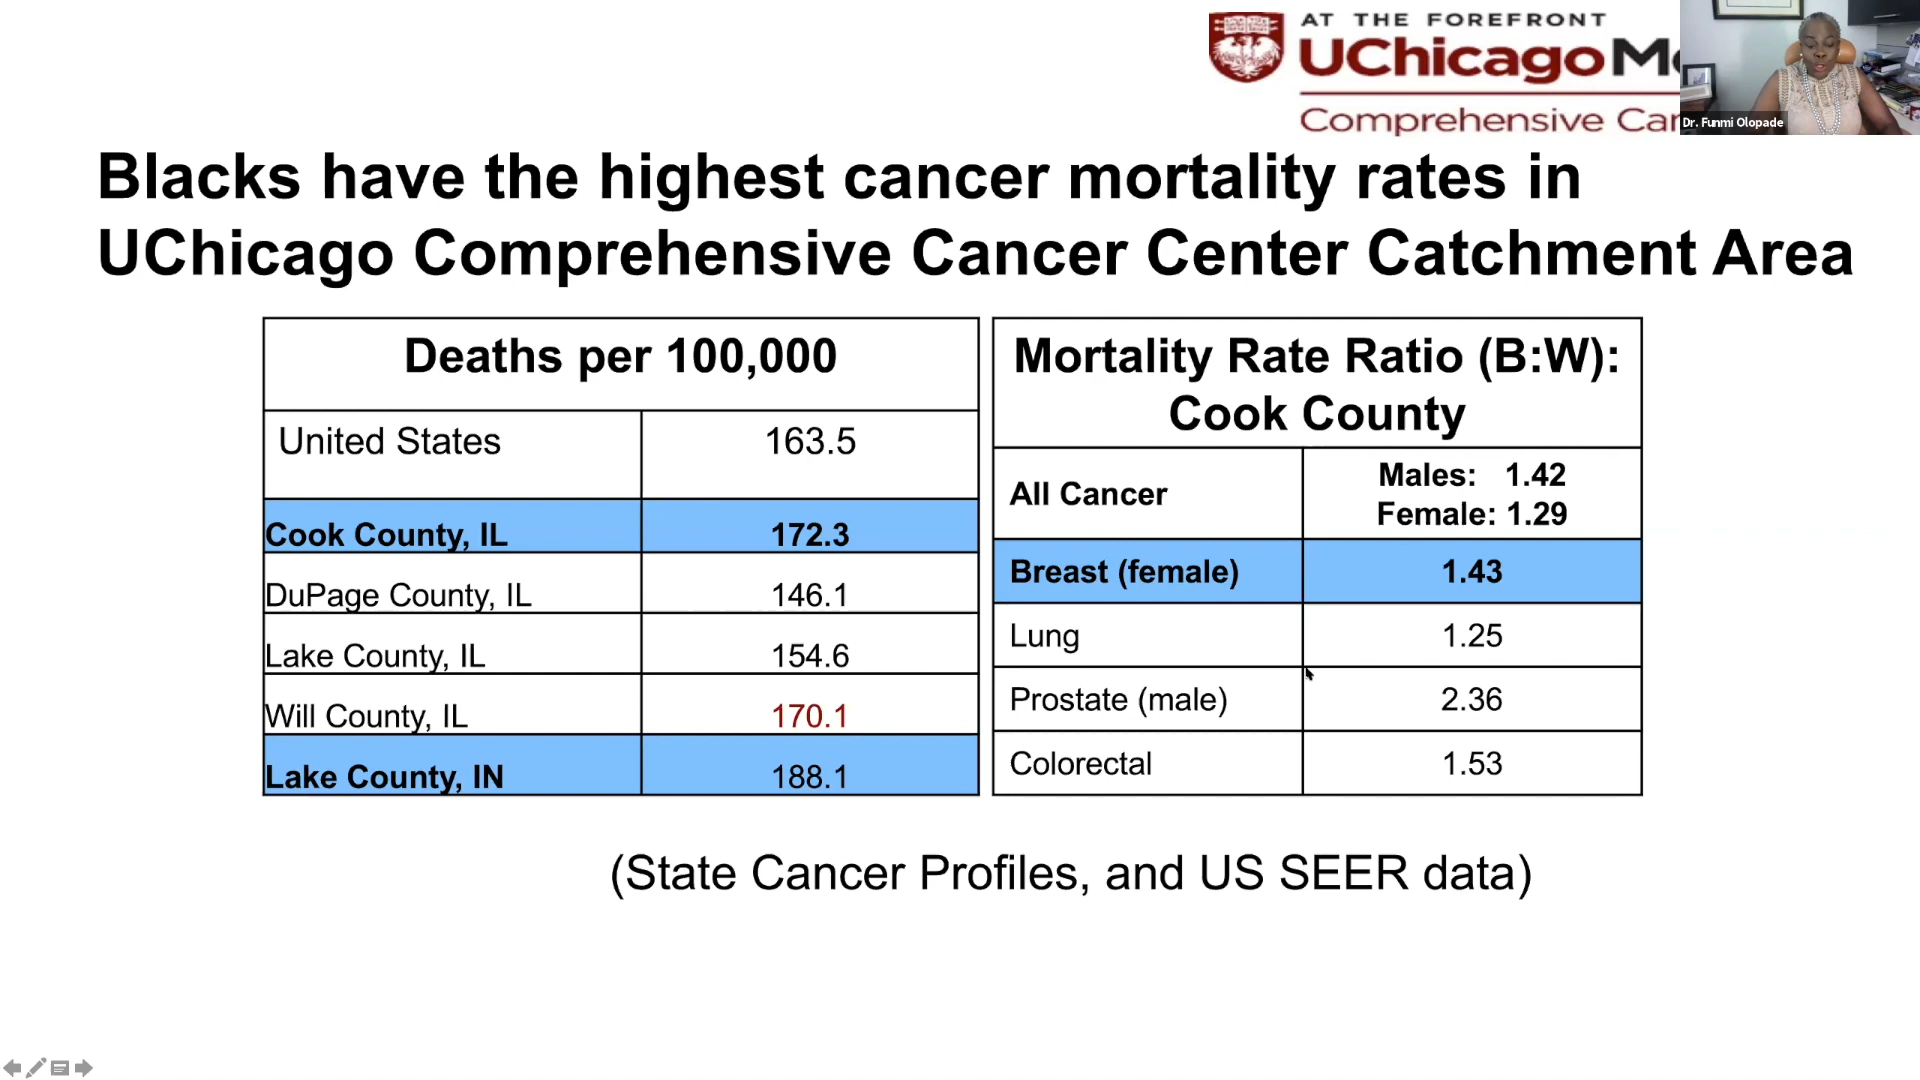 AT THE FOREFRONT
UChicago
Comprehensive
Dr. Funmi Olopade
Blacks have the highest cancer mortality rates in
UChicago Comprehensive Cancer Center Catchment Area
Deaths per 100,000
United States 163.5
Cook County, IL 172.3
DuPage County, IL 146.1
Lake County, IL 154.6
Will County, IL 170.1
Lake County, IN 188.1
Mortality Rate Ratio (B:W):
Cook County
All Cancer Males: 1.42
Female: 1.29
Breast (female) 1.43
Lung 1.25
Prostate (male) 2.36
Colorectal 1.53
(State Cancer Profiles, and US SEER data)